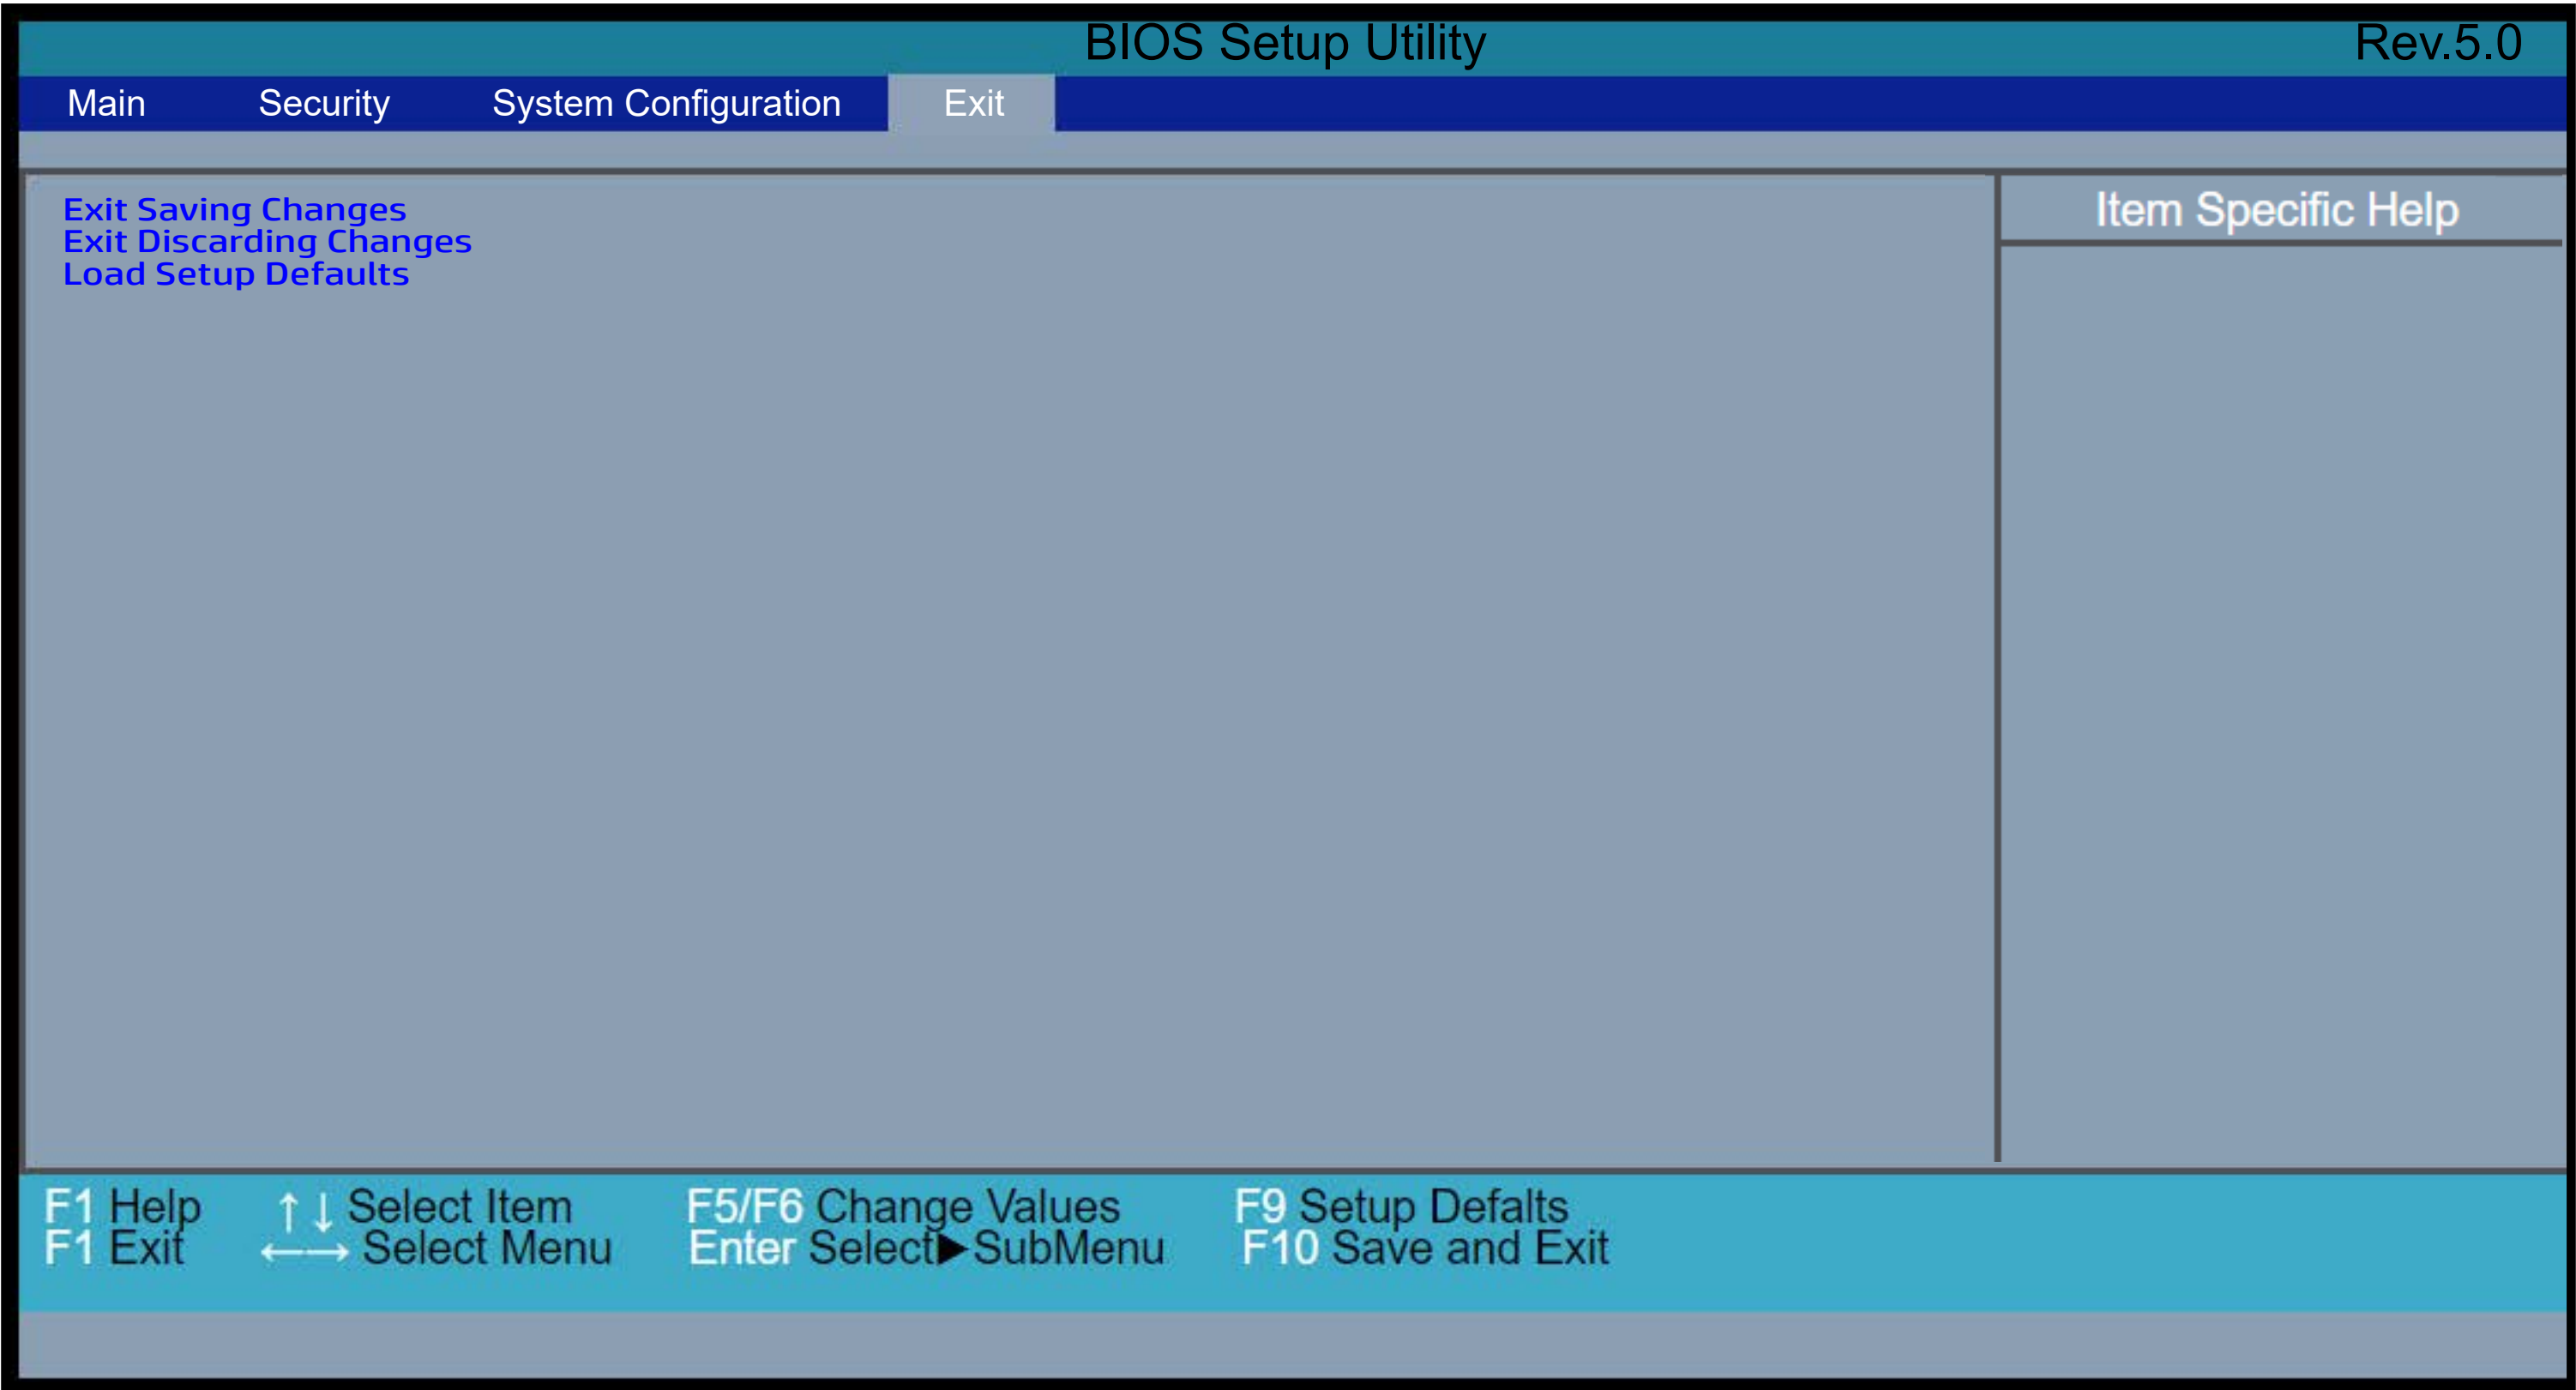 BIOS Setup Utility Rev.5.0
Main Security System Configuration Exit
Exit Saving Changes
Exit Discarding Changes
Load Setup Defaults
Item Specific Help
F1 Help ↑↓ Select Item F5/F6 Change Values F9 Setup Defalts
F1 Exit ←→ Select Menu Enter Select▶SubMenu F10 Save and Exit